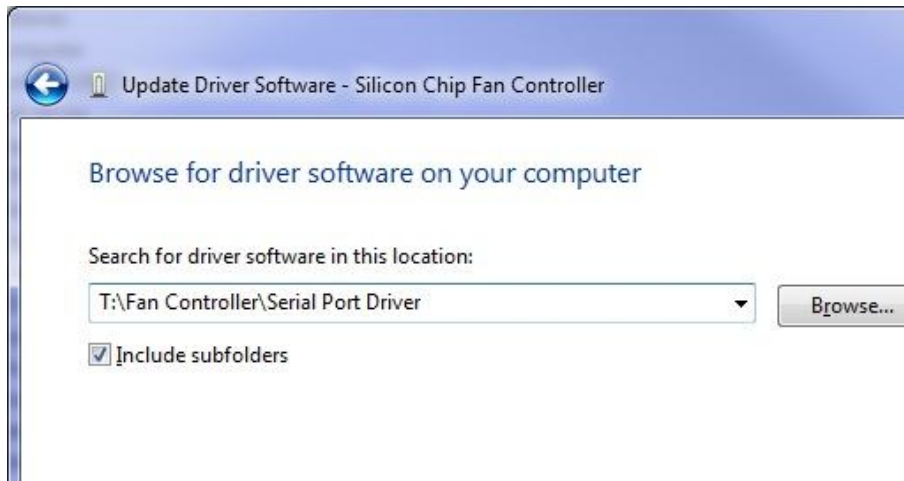 Update Driver Software - Silicon Chip Fan Controller
Browse for driver software on your computer
Search for driver software in this location:
T:\Fan Controller\Serial Port Driver
Browse...
Include subfolders